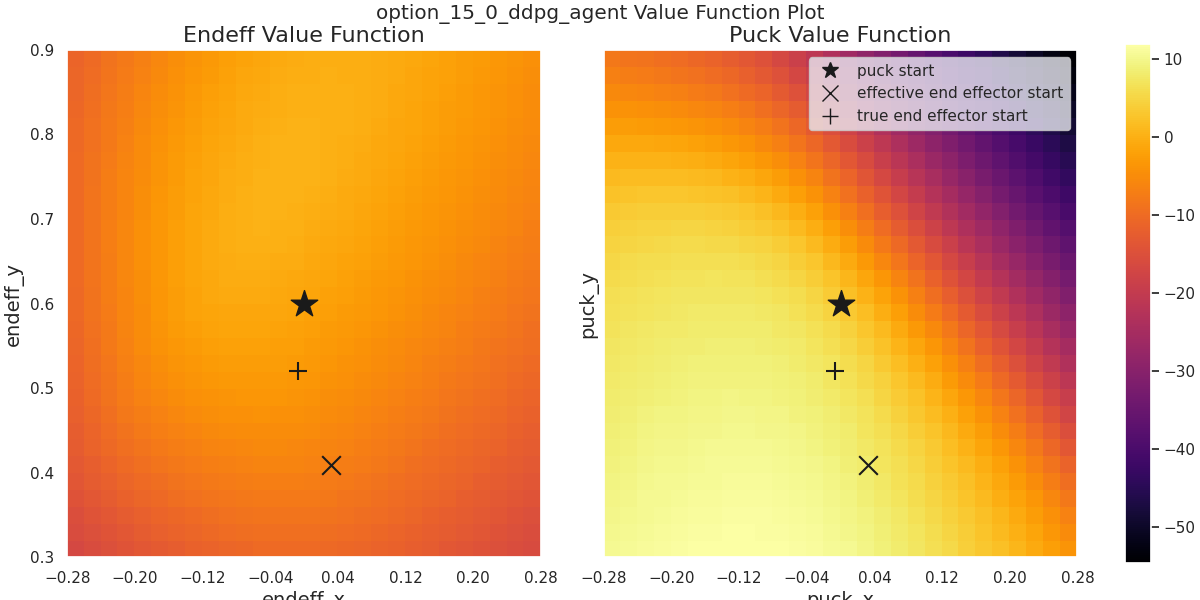 option_15_0_ddpg_agent Value Function Plot
Endeff Value Function
Puck Value Function
puck start
effective end effector start
true end effector start
endeff_y
0.9
0.8
0.7
0.6
0.5
0.4
0.3
−0.28 −0.20 −0.12 −0.04 0.04 0.12 0.20 0.28
endeff_x
puck_y
−0.28 −0.20 −0.12 −0.04 0.04 0.12 0.20 0.28
puck_x
10
0
−10
−20
−30
−40
−50